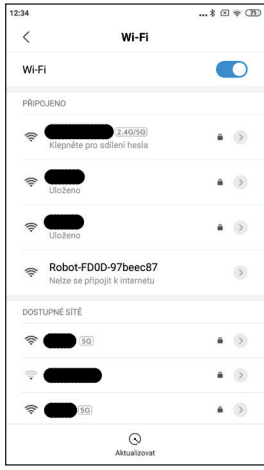 12:34
71
Wi-Fi
Wi-Fi
PŘIPOJENO
2.4G/5G
Klepněte pro sdílení hesla
Uloženo
Uloženo
Robot-FD0D-97beec87
Nelze se připojit k internetu
DOSTUPNÉ SÍTĚ
5G
5G
Aktualizovat